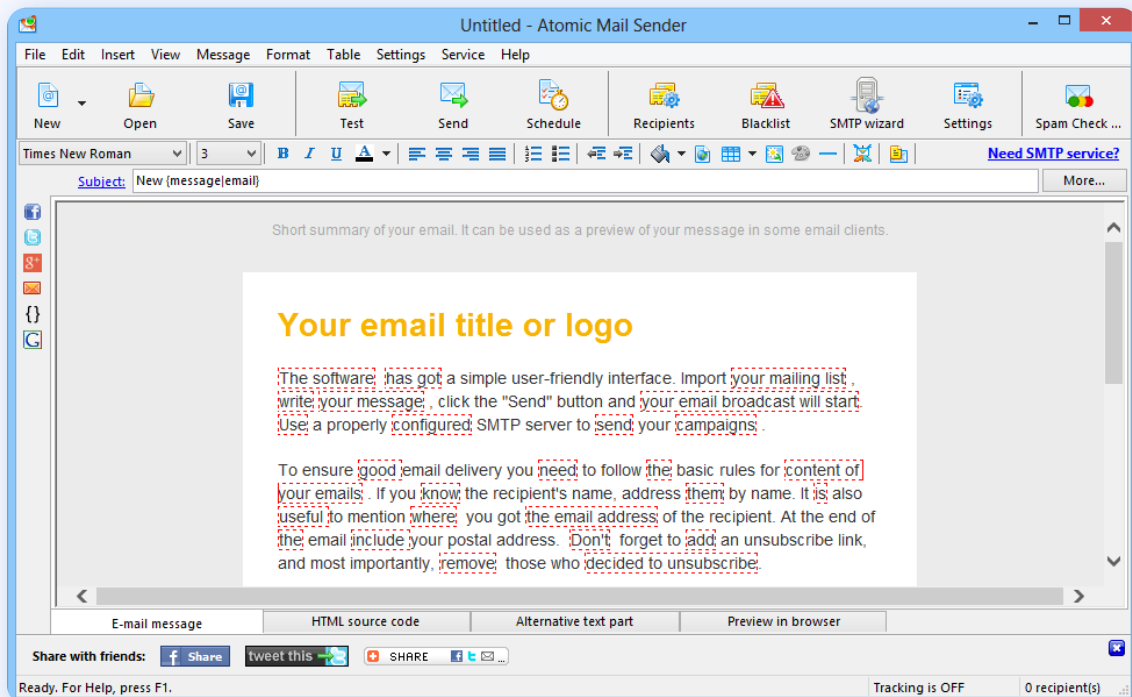 Untitled - Atomic Mail Sender
File Edit Insert View Message Format Table Settings Service Help
New Open Save Test Send Schedule Recipients Blacklist SMTP wizard Settings Spam Check ...
Times New Roman 3 B I U A Need SMTP service?
Subject: New {message|email} More...
Short summary of your email. It can be used as a preview of your message in some email clients.
Your email title or logo
The software has got a simple user-friendly interface. Import your mailing list ,
write your message , click the "Send" button and your email broadcast will start.
Use a properly configured SMTP server to send your campaigns .
To ensure good email delivery you need to follow the basic rules for content of
your emails . If you know the recipient's name, address them by name. It is also
useful to mention where you got the email address of the recipient. At the end of
the email include your postal address. Don't forget to add an unsubscribe link,
and most importantly, remove those who decided to unsubscribe.
E-mail message HTML source code Alternative text part Preview in browser
Share with friends: f Share tweet this SHARE ...
Ready. For Help, press F1. Tracking is OFF 0 recipient(s)